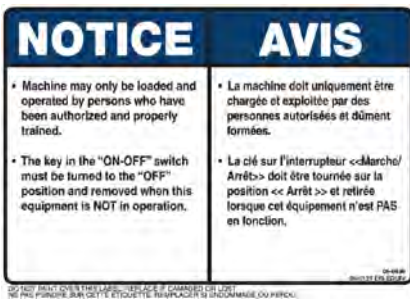 NOTICE
• Machine may only be loaded and
operated by persons who have
been authorized and properly
trained.
• The key in the "ON-OFF" switch
must be turned to the "OFF"
position and removed when this
equipment is NOT in operation.
AVIS
• La machine doit uniquement être
chargée et exploitée par des
personnes autorisées et dûment
formées.
• La clé sur l'interrupteur <<Marche/
Arrêt>> doit être tournée sur la
position << Arrêt >> et retirée
lorsque cet équipement n'est PAS
en fonction.
DO NOT PAINT OVER THIS LABEL, REPLACE IF DAMAGED OR LOST
NE PAS PEINDRE SUR CETTE ETIQUETTE, REMPLACER SI ENDOMMAGE OU PERDU.